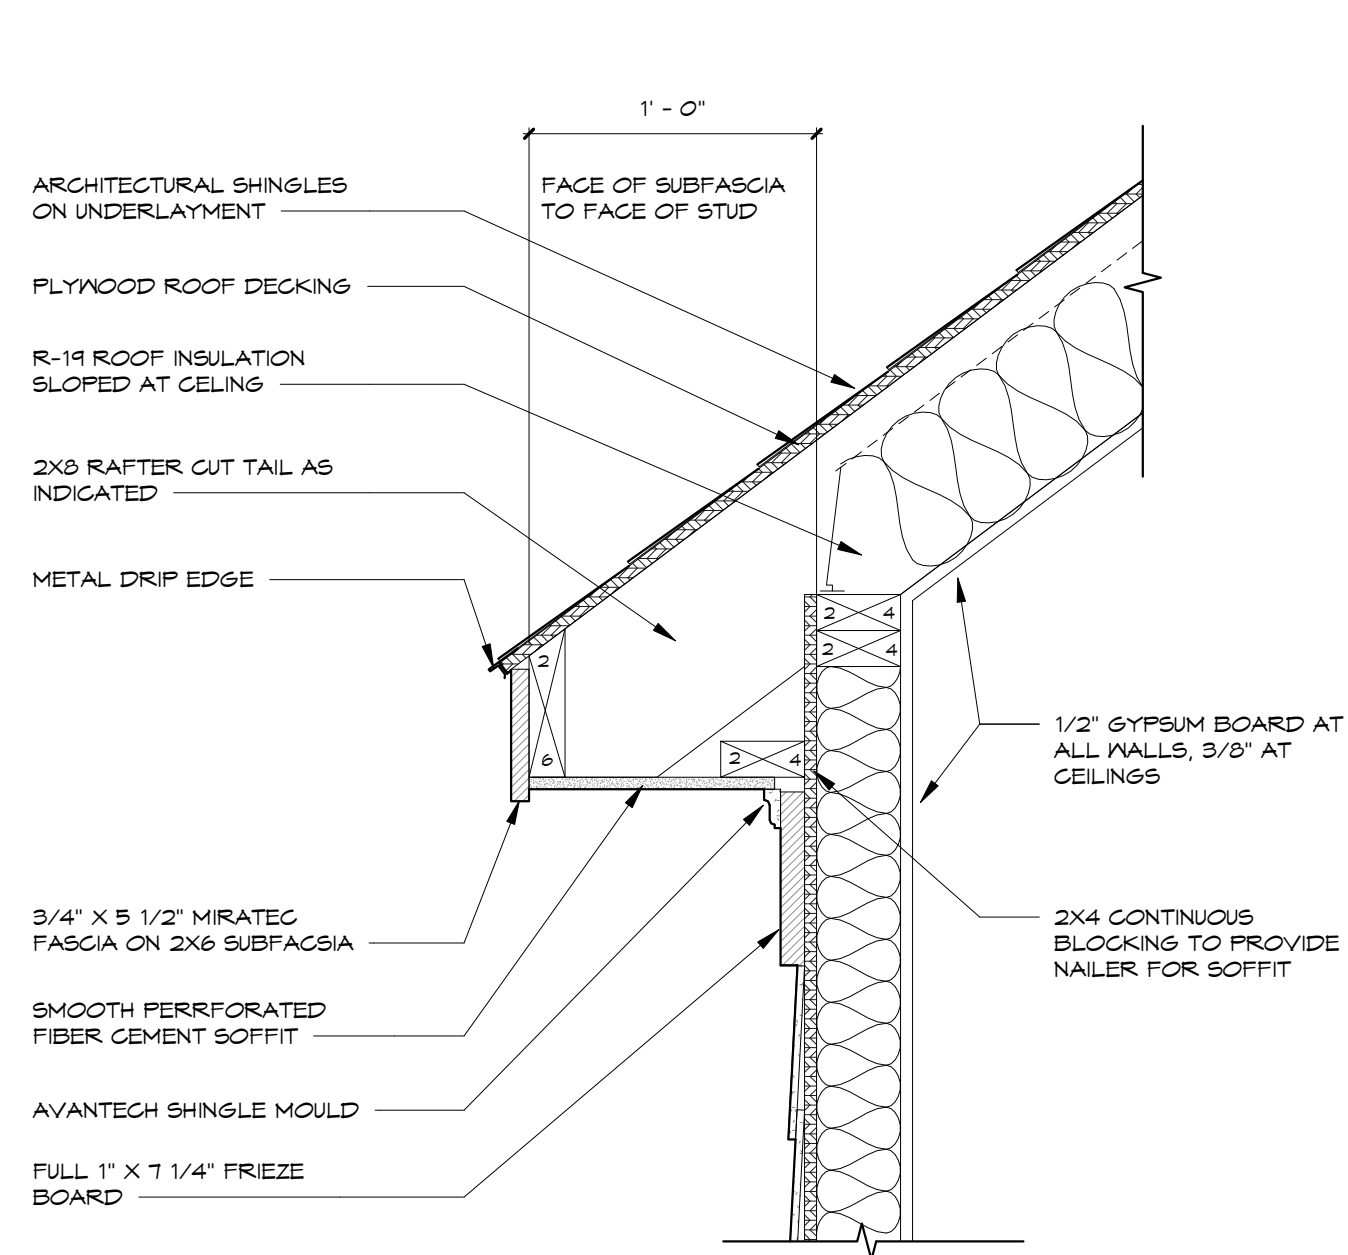 1' - 0"
ARCHITECTURAL SHINGLES
ON UNDERLAYMENT
FACE OF SUBFASCIA
TO FACE OF STUD
PLYWOOD ROOF DECKING
R-19 ROOF INSULATION
SLOPED AT CELING
2X8 RAFTER CUT TAIL AS
INDICATED
METAL DRIP EDGE
2 4
2 4
2
6
2 4
1/2" GYPSUM BOARD AT
ALL WALLS, 3/8" AT
CEILINGS
3/4" X 5 1/2" MIRATEC
FASCIA ON 2X6 SUBFACSIA
2X4 CONTINUOUS
BLOCKING TO PROVIDE
NAILER FOR SOFFIT
SMOOTH PERRFORATED
FIBER CEMENT SOFFIT
AVANTECH SHINGLE MOULD
FULL 1" X 7 1/4" FRIEZE
BOARD